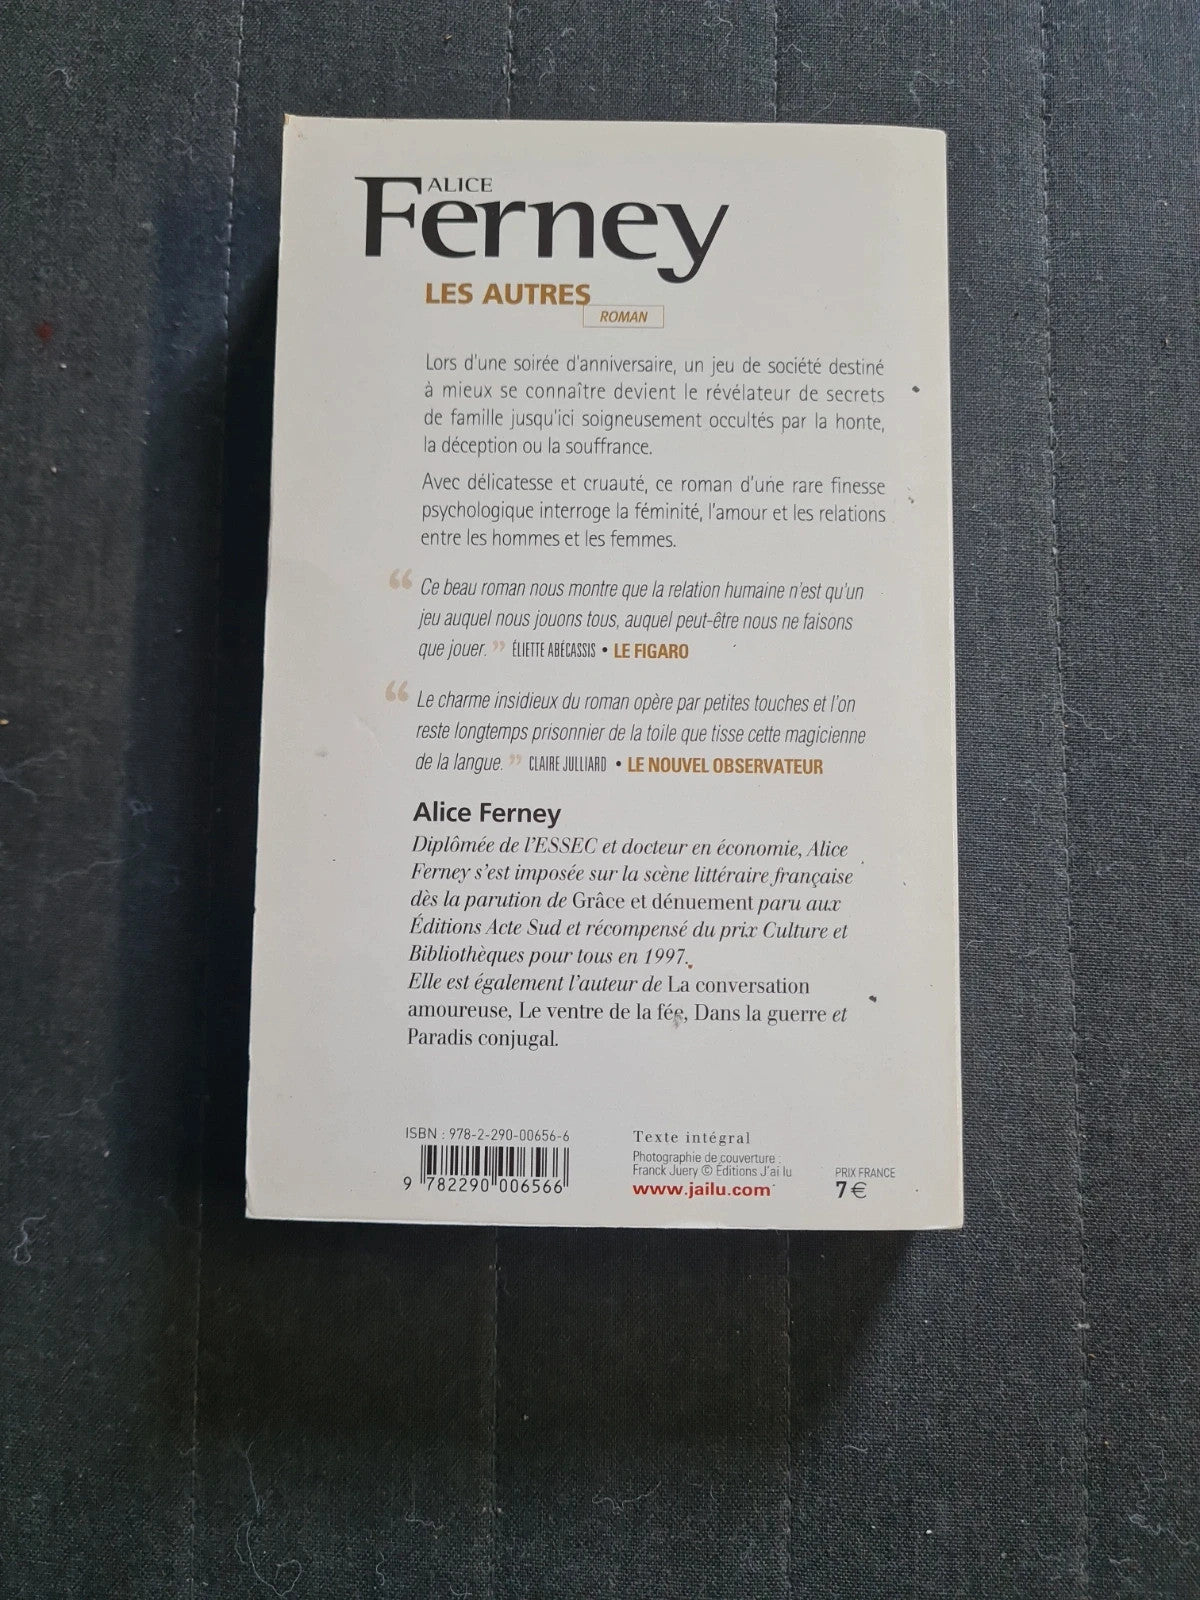 ALICE
Ferney
LES AUTRES
ROMAN
Lors d'une soirée d'anniversaire, un jeu de société destiné
à mieux se connaître devient le révélateur de secrets
de famille jusqu'ici soigneusement occultés par la honte,
la déception ou la souffrance.
Avec délicatesse et cruauté, ce roman d'une rare finesse
psychologique interroge la féminité, l'amour et les relations
entre les hommes et les femmes.
“ Ce beau roman nous montre que la relation humaine n'est qu'un
jeu auquel nous jouons tous, auquel peut-être nous ne faisons
que jouer. ” ÉLIETTE ABÉCASSIS • LE FIGARO
“ Le charme insidieux du roman opère par petites touches et l'on
reste longtemps prisonnier de la toile que tisse cette magicienne
de la langue. ” CLAIRE JULLIARD • LE NOUVEL OBSERVATEUR
Alice Ferney
Diplômée de l'ESSEC et docteur en économie, Alice
Ferney s'est imposée sur la scène littéraire française
dès la parution de Grâce et dénuement paru aux
Éditions Acte Sud et récompensé du prix Culture et
Bibliothèques pour tous en 1997.
Elle est également l'auteur de La conversation
amoureuse, Le ventre de la fée, Dans la guerre et
Paradis conjugal.
ISBN : 978-2-290-00656-6
9 782290 006566
Texte intégral
Photographie de couverture :
Franck Juery © Éditions J'ai lu
www.jailu.com
PRIX FRANCE
7 €